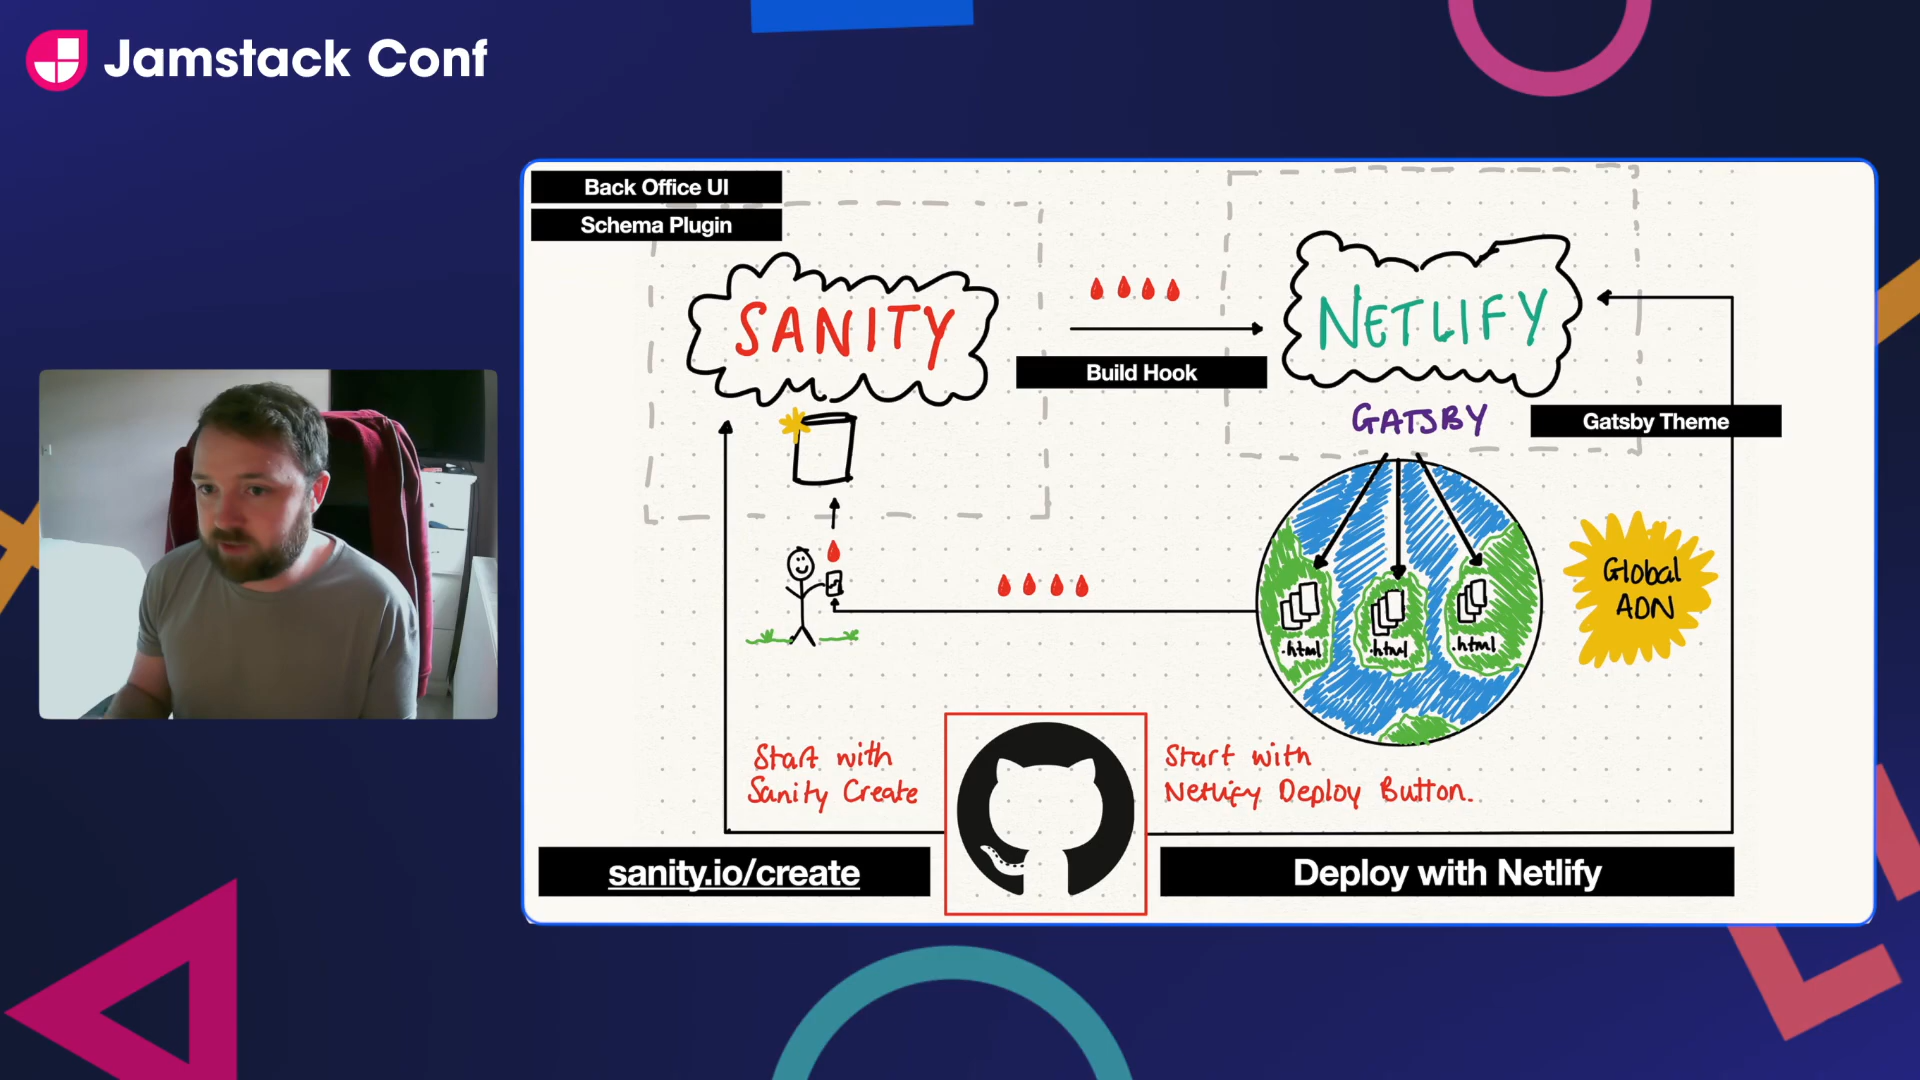 Jamstack Conf
Back Office UI
Schema Plugin
SANITY
Build Hook
NETLIFY
GATSBY
Gatsby Theme
.html
.html
.html
Global
ADN
Start with
Sanity Create
Start with
Netlify Deploy Button.
sanity.io/create
Deploy with Netlify